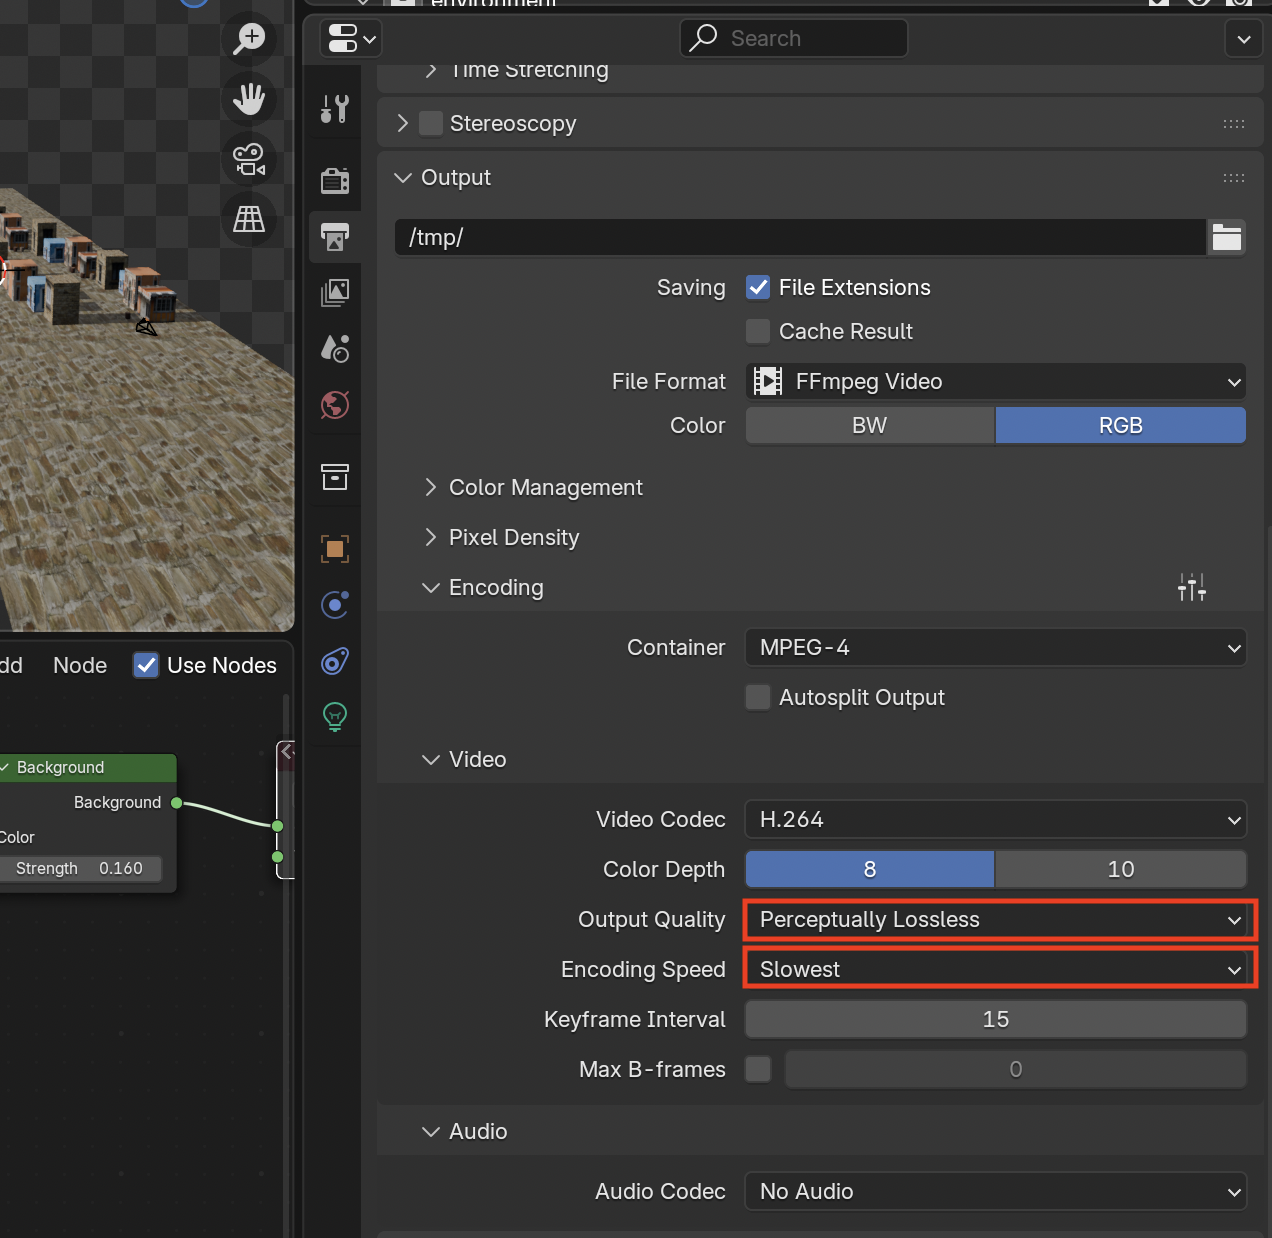 environment
Search
Time Stretching
Stereoscopy
Output
/tmp/
Saving File Extensions
Cache Result
File Format FFmpeg Video
Color BW RGB
Color Management
Pixel Density
Encoding
Container MPEG-4
Autosplit Output
Video
Video Codec H.264
Color Depth 8 10
Output Quality Perceptually Lossless
Encoding Speed Slowest
Keyframe Interval 15
Max B-frames 0
Audio
Audio Codec No Audio
dd Node Use Nodes
Background
Background
Color
Strength 0.160